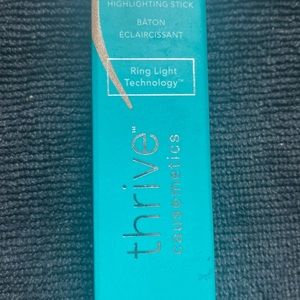 HIGHLIGHTING STICK
BÂTON
ÉCLAIRCISSANT
Ring Light
Technology™
thrive™
causemetics